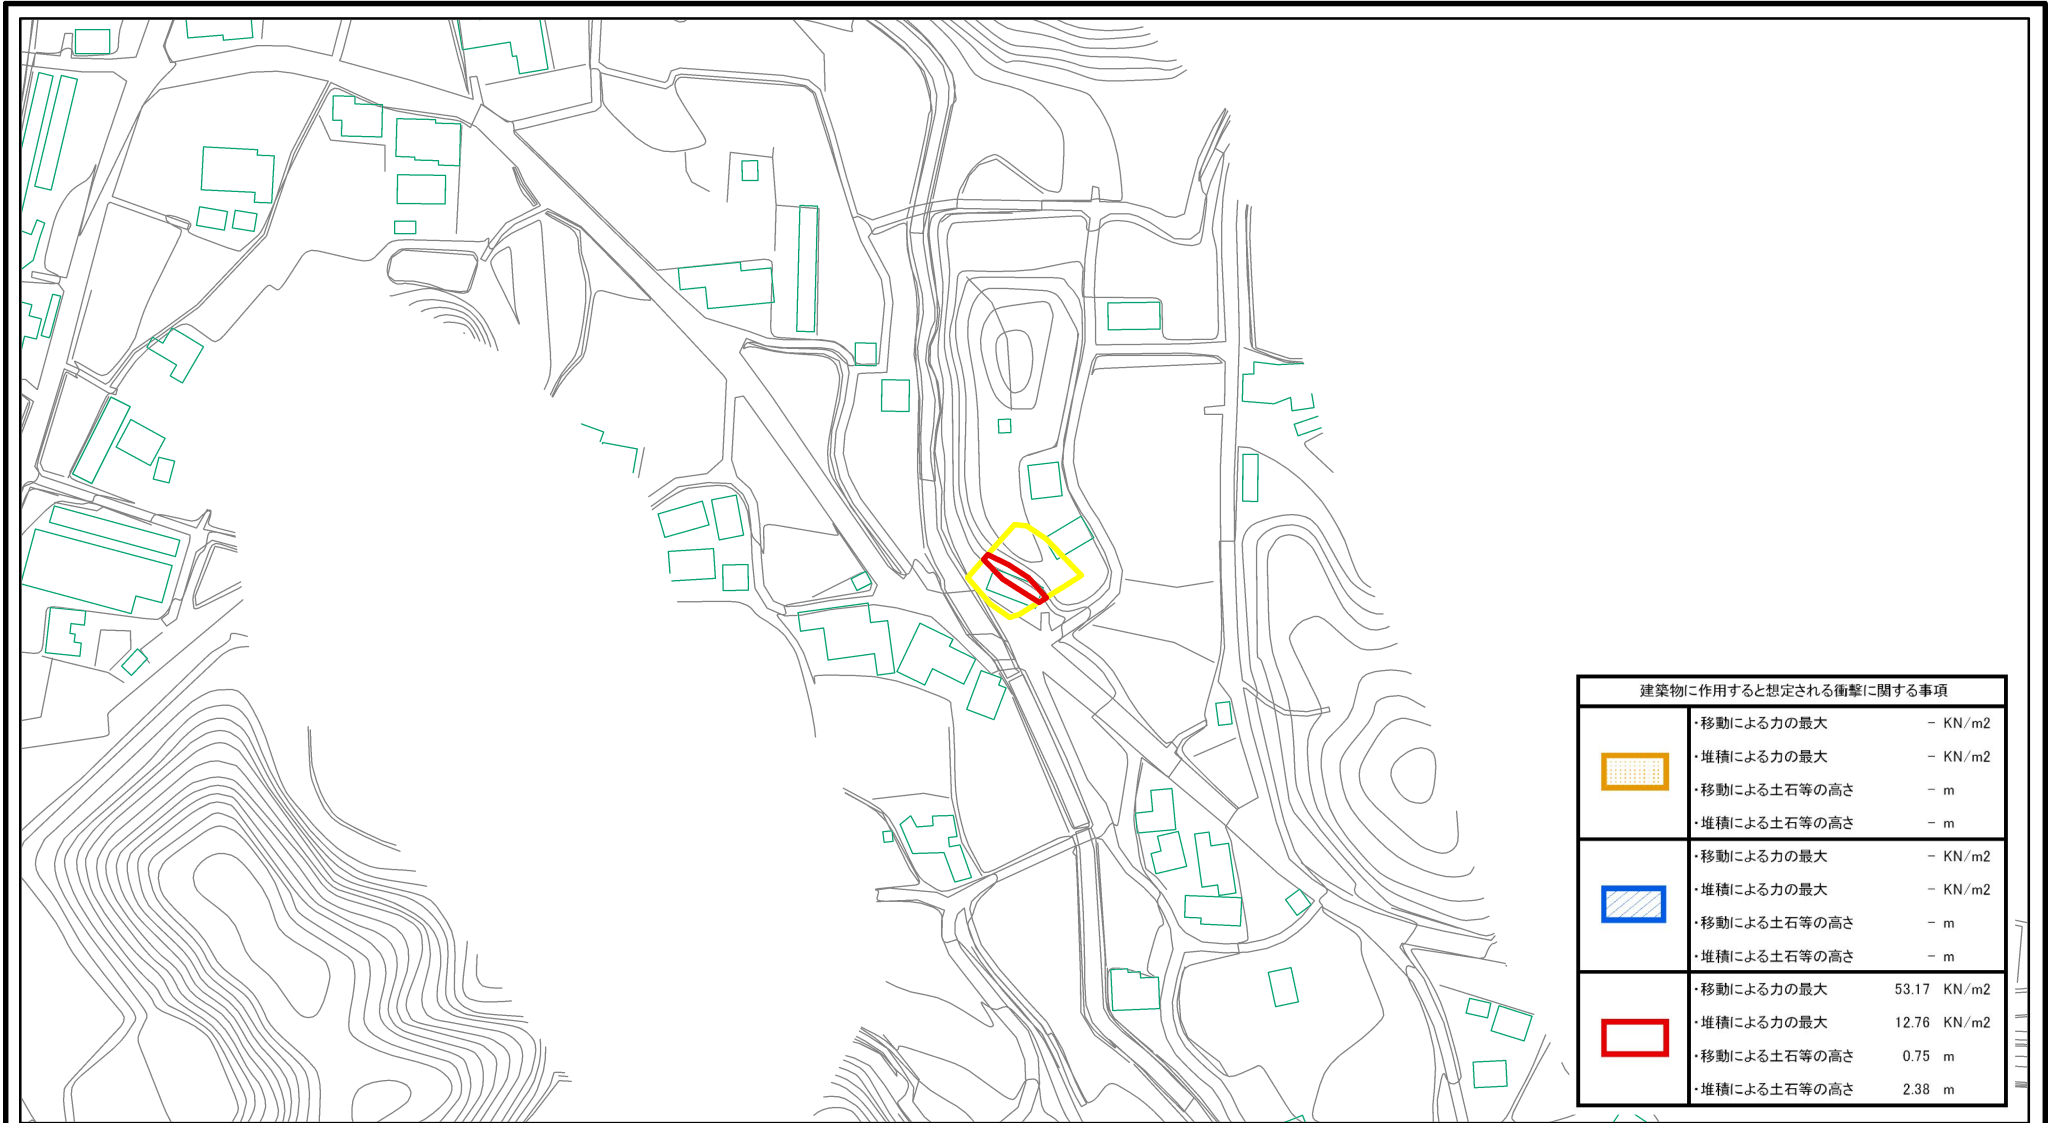 建築物に作用すると想定される衝撃に関する事項
・移動による力の最大 － KN/m2
・堆積による力の最大 － KN/m2
・移動による土石等の高さ － m
・堆積による土石等の高さ － m
・移動による力の最大 － KN/m2
・堆積による力の最大 － KN/m2
・移動による土石等の高さ － m
・堆積による土石等の高さ － m
・移動による力の最大 53.17 KN/m2
・堆積による力の最大 12.76 KN/m2
・移動による土石等の高さ 0.75 m
・堆積による土石等の高さ 2.38 m